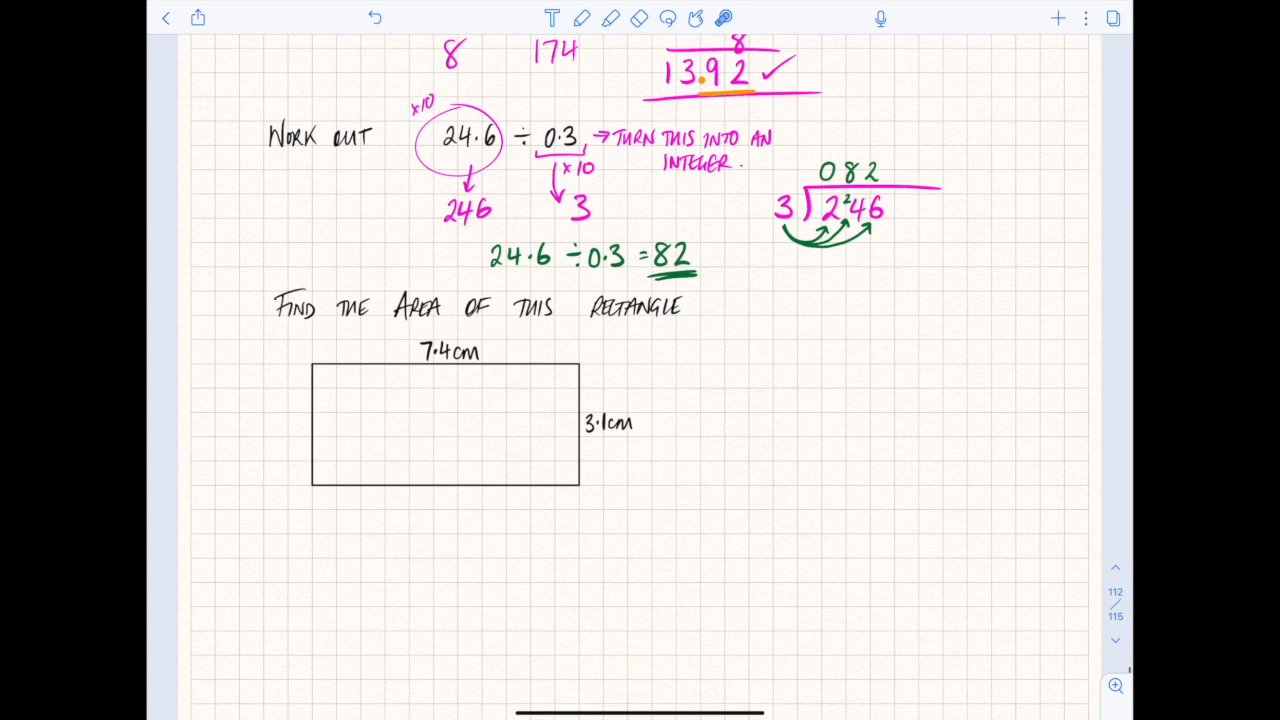 8 174
8
13.92 ✓
×10
WORK OUT 24.6 ÷ 0.3 → TURN THIS INTO AN
INTEGER.
×10
246 3
082
3 2²46
24.6 ÷ 0.3 = 82
FIND THE AREA OF THIS RECTANGLE
7.4cm
3.1cm
112
/
115